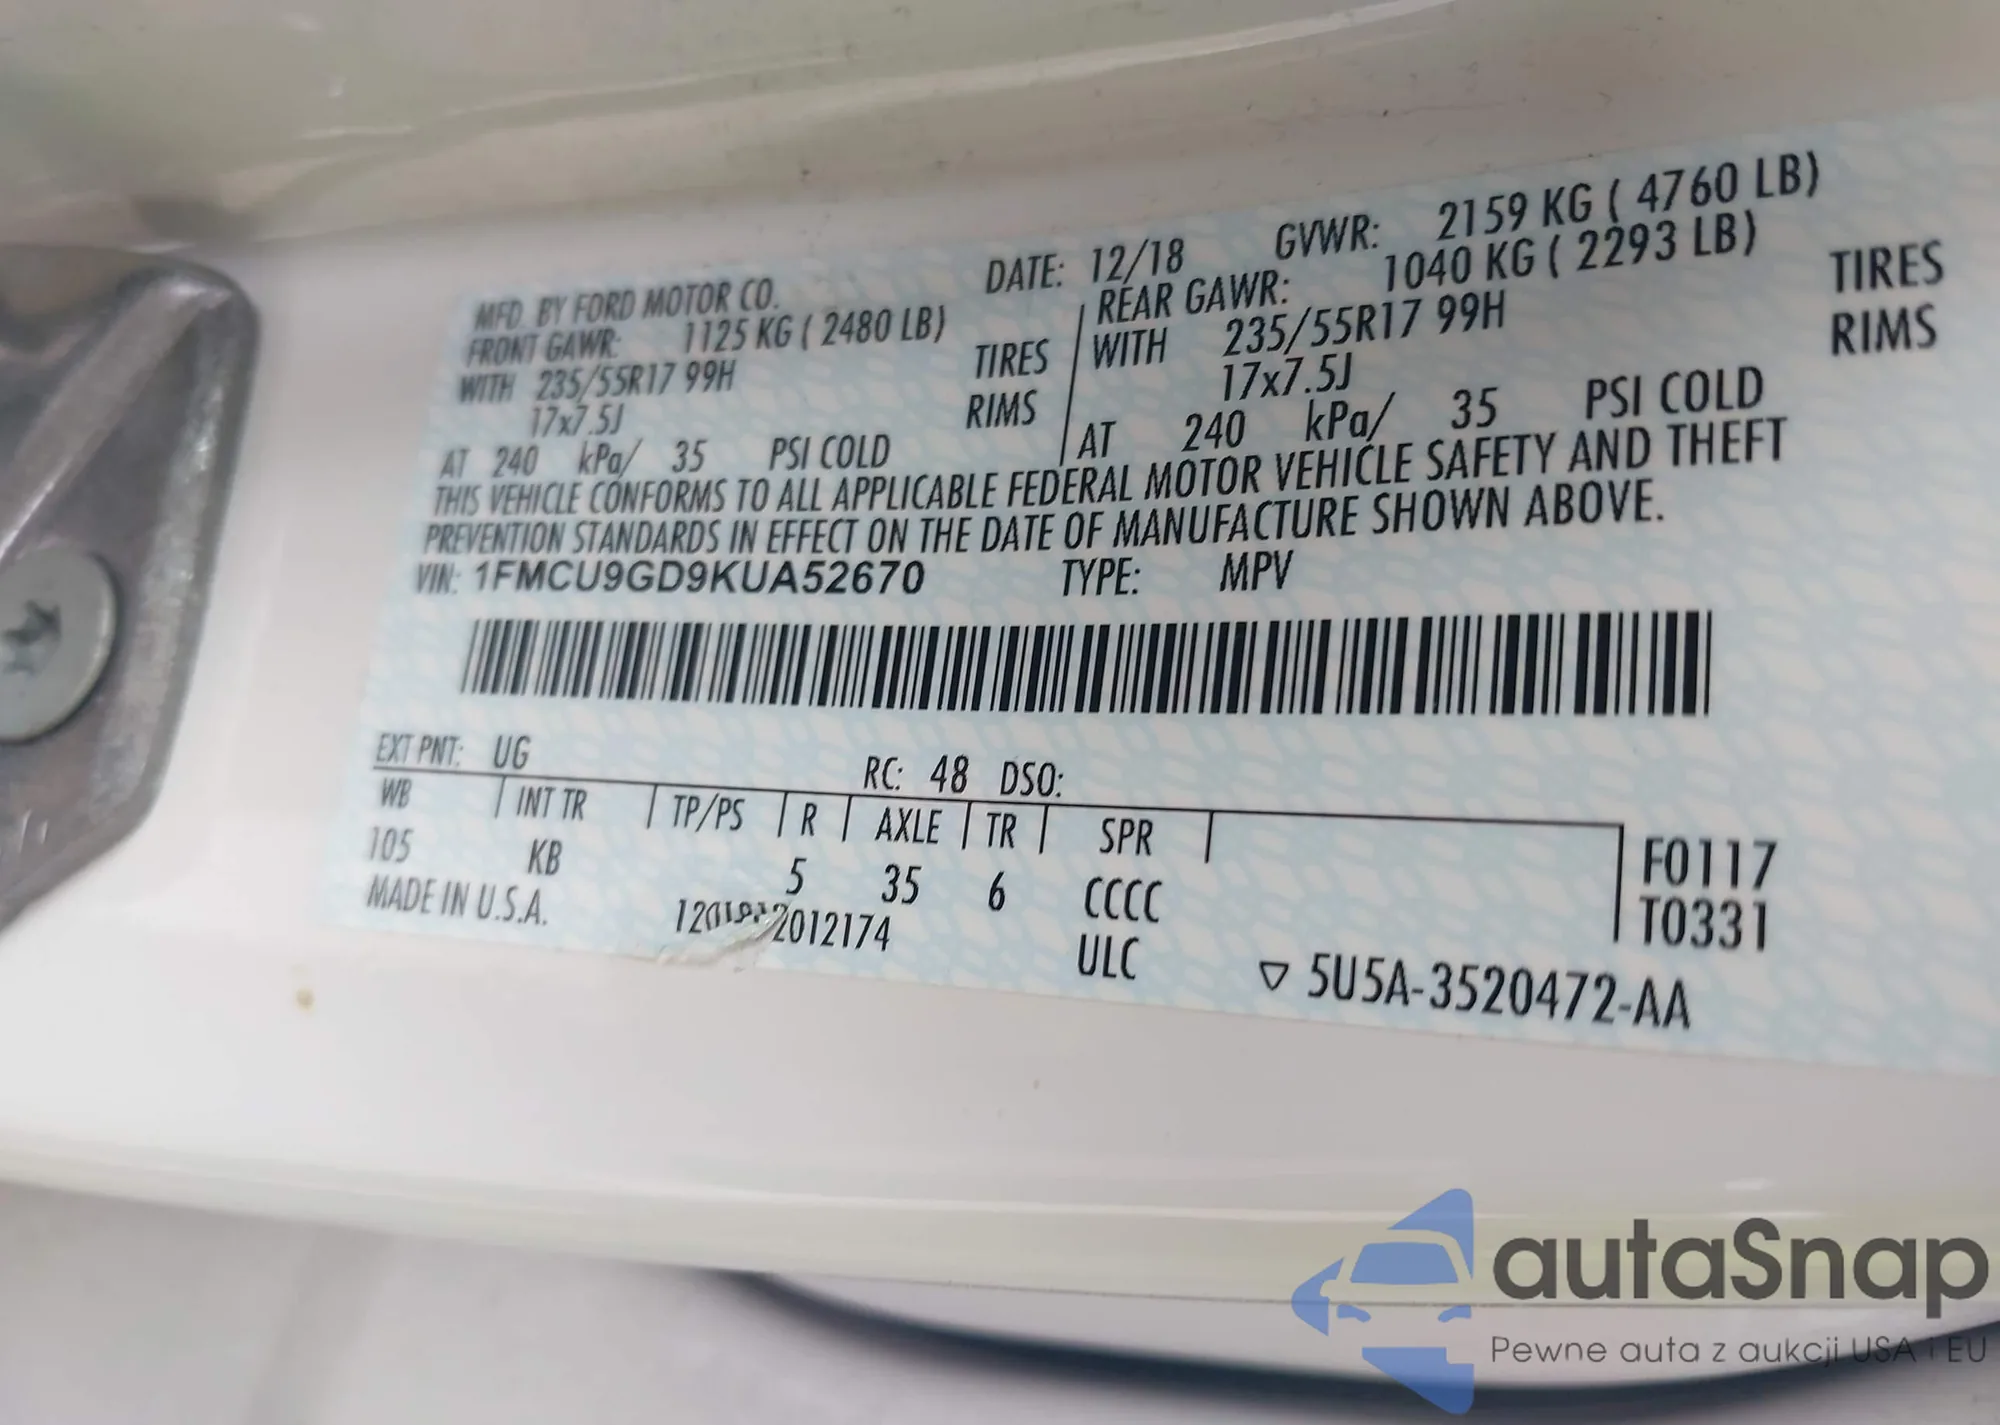 MFD. BY FORD MOTOR CO. DATE: 12/18 GVWR: 2159 KG ( 4760 LB)
FRONT GAWR: 1125 KG ( 2480 LB) REAR GAWR: 1040 KG ( 2293 LB)
WITH 235/55R17 99H TIRES WITH 235/55R17 99H TIRES
17x7.5J RIMS 17x7.5J RIMS
AT 240 kPa/ 35 PSI COLD AT 240 kPa/ 35 PSI COLD
THIS VEHICLE CONFORMS TO ALL APPLICABLE FEDERAL MOTOR VEHICLE SAFETY AND THEFT
PREVENTION STANDARDS IN EFFECT ON THE DATE OF MANUFACTURE SHOWN ABOVE.
VIN: 1FMCU9GD9KUA52670 TYPE: MPV
EXT PNT: UG RC: 48 DSO:
WB INT TR TP/PS R AXLE TR SPR
105 KB 5 35 6 CCCC F0117
MADE IN U.S.A. ULC T0331
▽ 5U5A-3520472-AA
autaSnap
Pewne auta z aukcji USA i EU